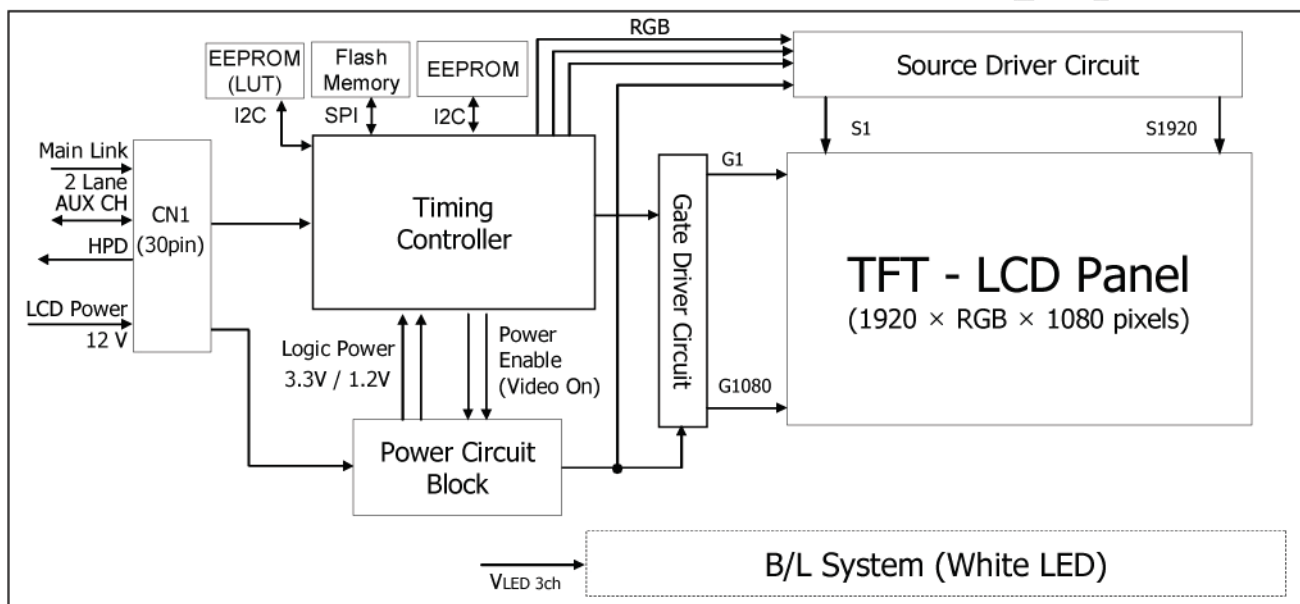 RGB
EEPROM
(LUT)
Flash
Memory
EEPROM
Source Driver Circuit
I2C
SPI
I2C
S1
S1920
Main Link
2 Lane
AUX CH
HPD
CN1
(30pin)
Timing
Controller
G1
Gate Driver Circuit
TFT - LCD Panel
(1920 × RGB × 1080 pixels)
LCD Power
12 V
Logic Power
3.3V / 1.2V
Power
Enable
(Video On)
G1080
Power Circuit
Block
VLED 3ch
B/L System (White LED)